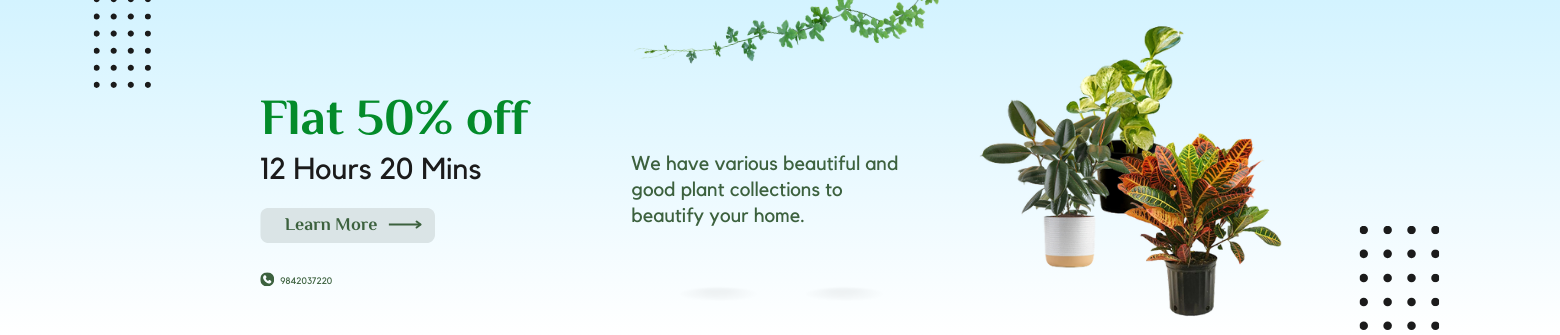 Flat 50% off
12 Hours 20 Mins
Learn More
9842037220
We have various beautiful and
good plant collections to
beautify your home.